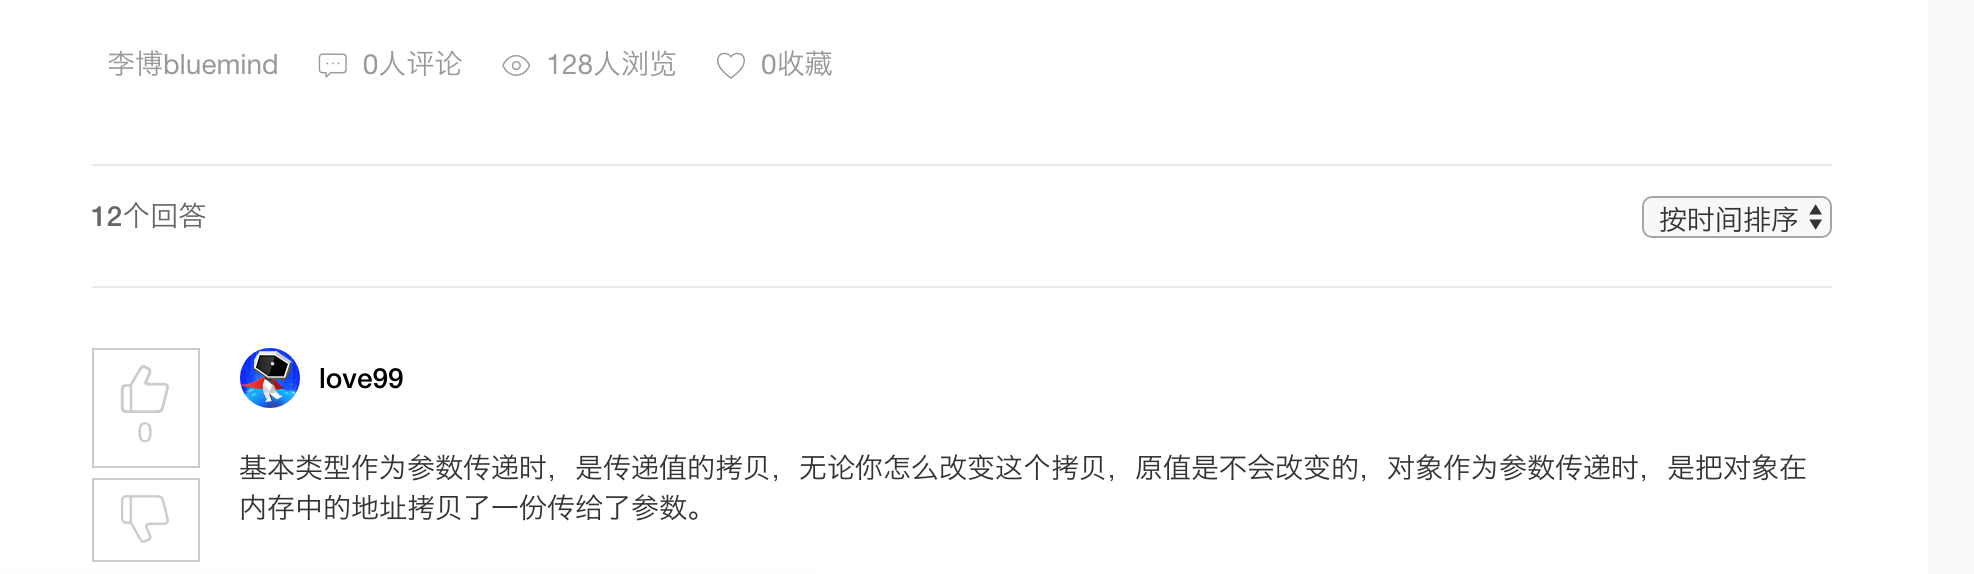 李博bluemind 0人评论 128人浏览 0收藏
12个回答 按时间排序
love99
0
基本类型作为参数传递时，是传递值的拷贝，无论你怎么改变这个拷贝，原值是不会改变的，对象作为参数传递时，是把对象在
内存中的地址拷贝了一份传给了参数。